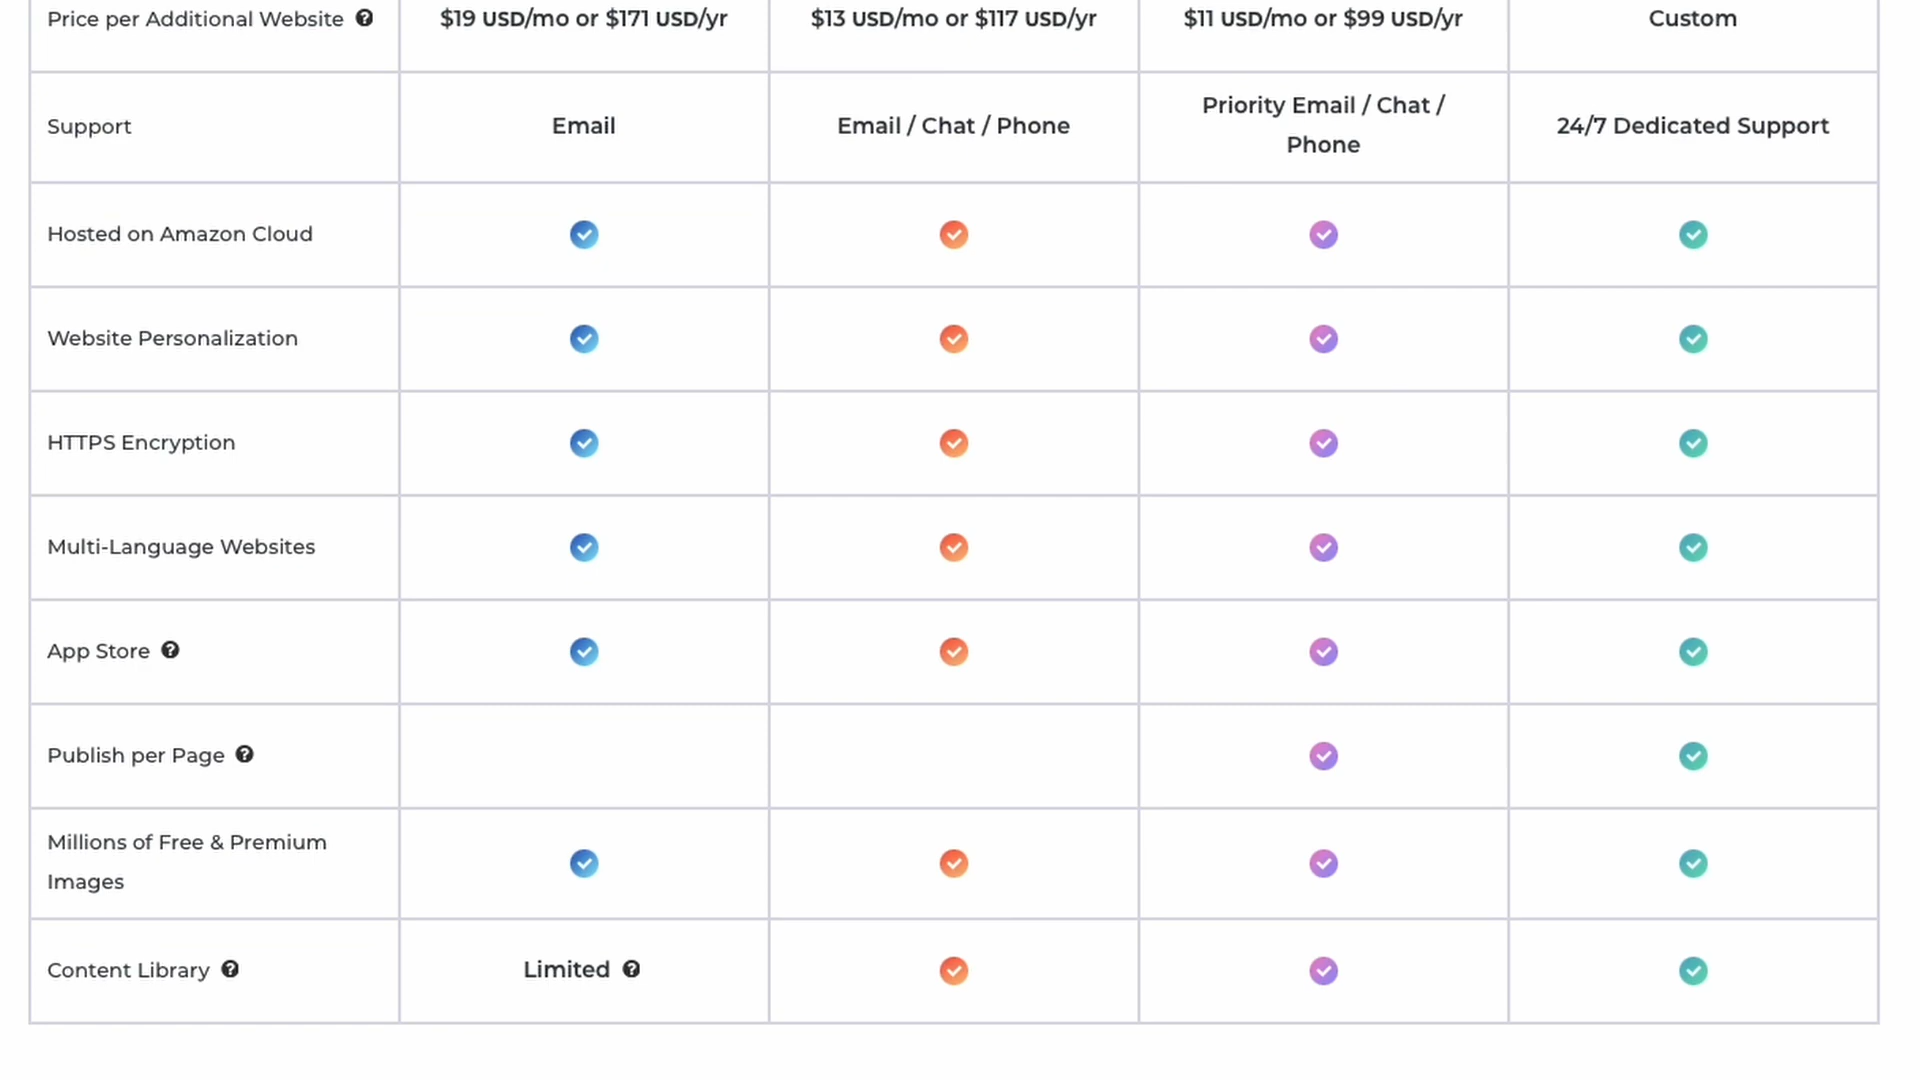 Price per Additional Website
$19 USD/mo or $171 USD/yr
$13 USD/mo or $117 USD/yr
$11 USD/mo or $99 USD/yr
Custom
Support
Email
Email / Chat / Phone
Priority Email / Chat /
Phone
24/7 Dedicated Support
Hosted on Amazon Cloud
Website Personalization
HTTPS Encryption
Multi-Language Websites
App Store
Publish per Page
Millions of Free & Premium
Images
Content Library
Limited